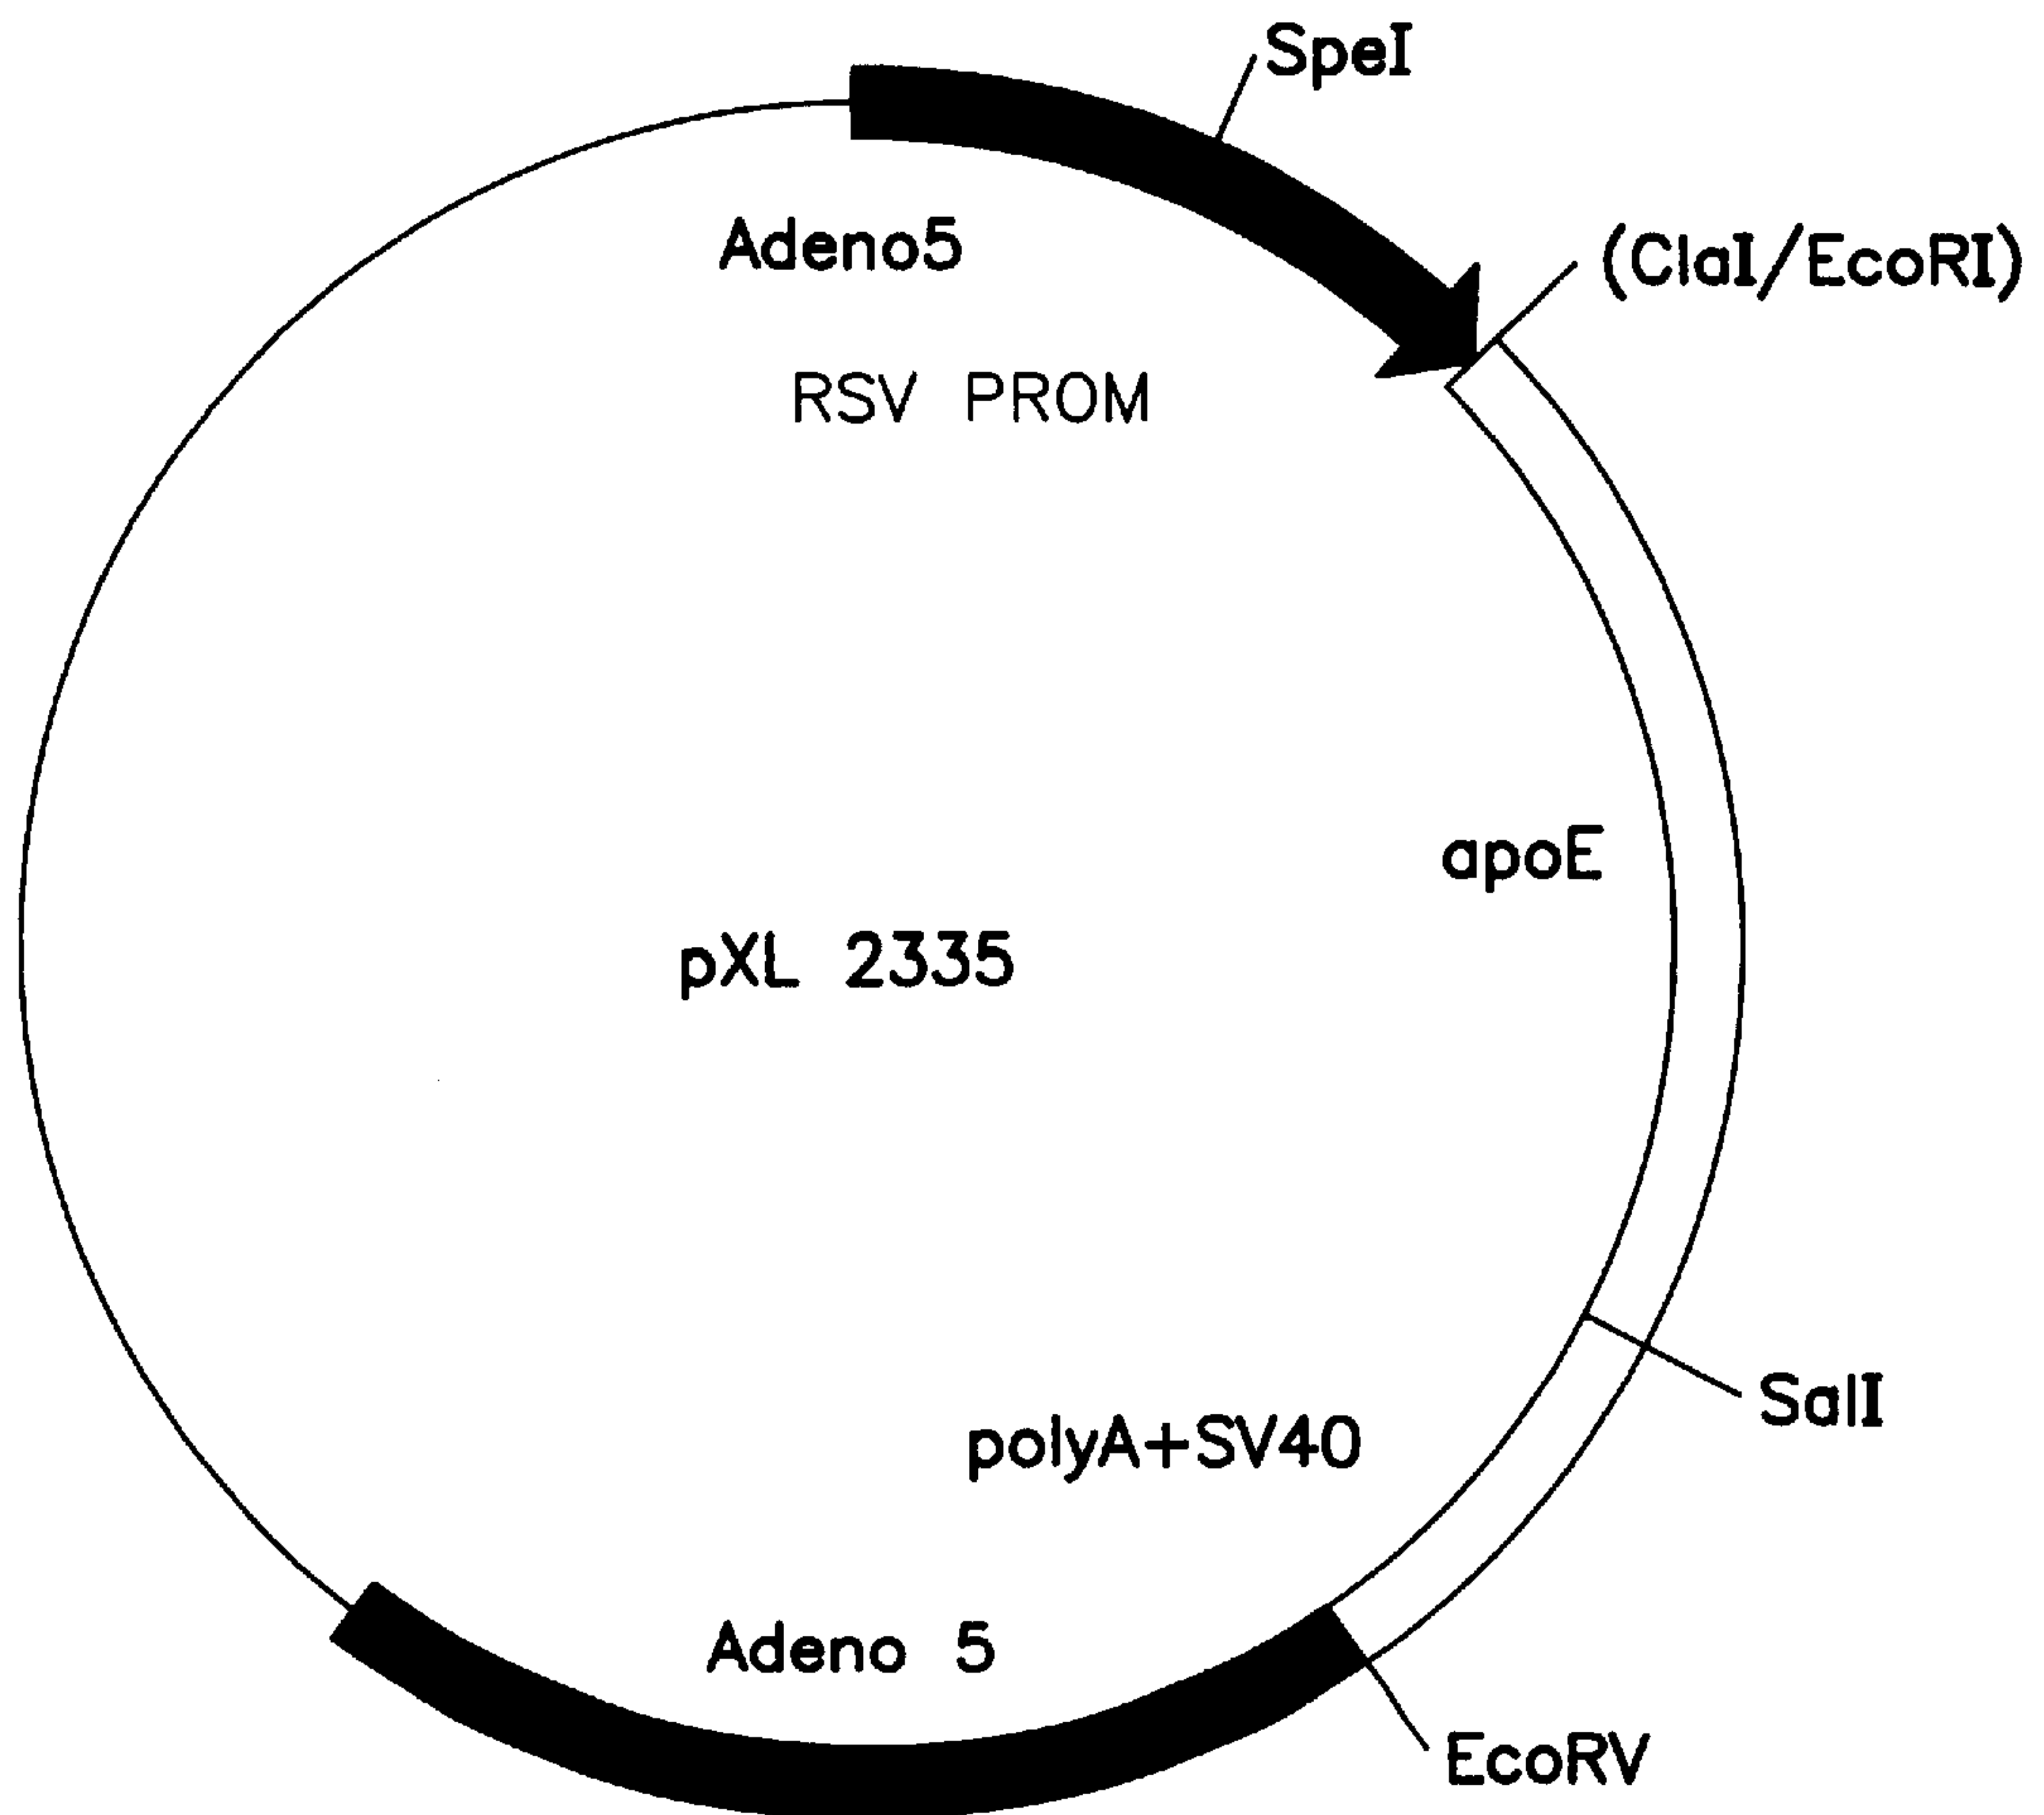 SpeI
Adeno5
(ClaI/EcoRI)
RSV PROM
apoE
pXL 2335
SalI
polyA+SV40
Adeno 5
EcoRV